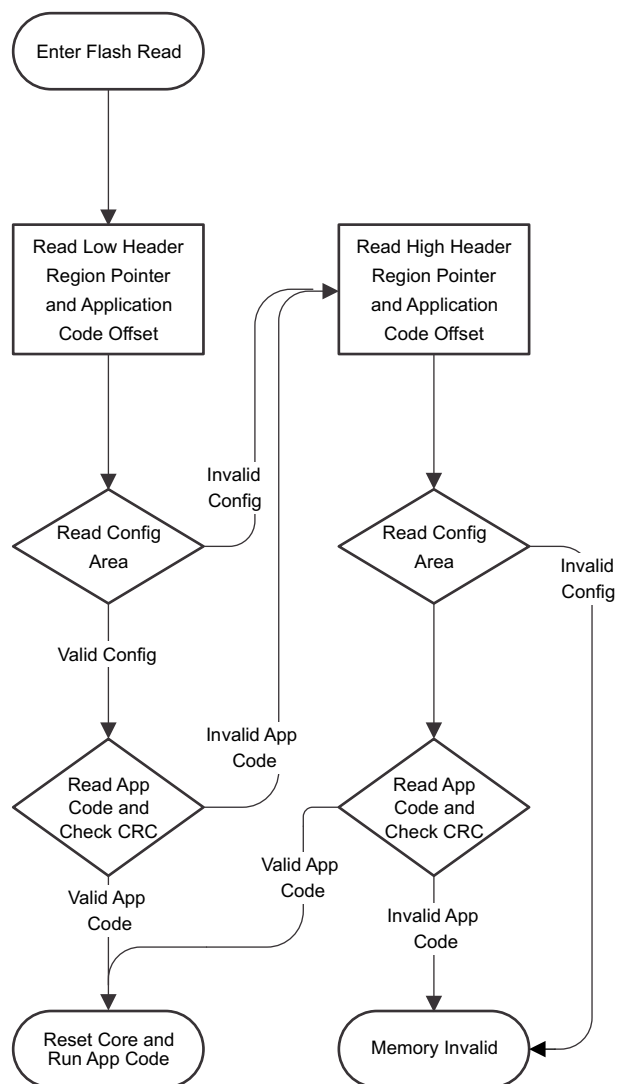 Enter Flash Read
Read Low Header
Region Pointer
and Application
Code Offset
Read High Header
Region Pointer
and Application
Code Offset
Invalid
Config
Read Config
Area
Read Config
Area
Invalid
Config
Valid Config
Invalid App
Code
Read App
Code and
Check CRC
Read App
Code and
Check CRC
Valid App
Code
Valid App
Code
Invalid App
Code
Reset Core and
Run App Code
Memory Invalid